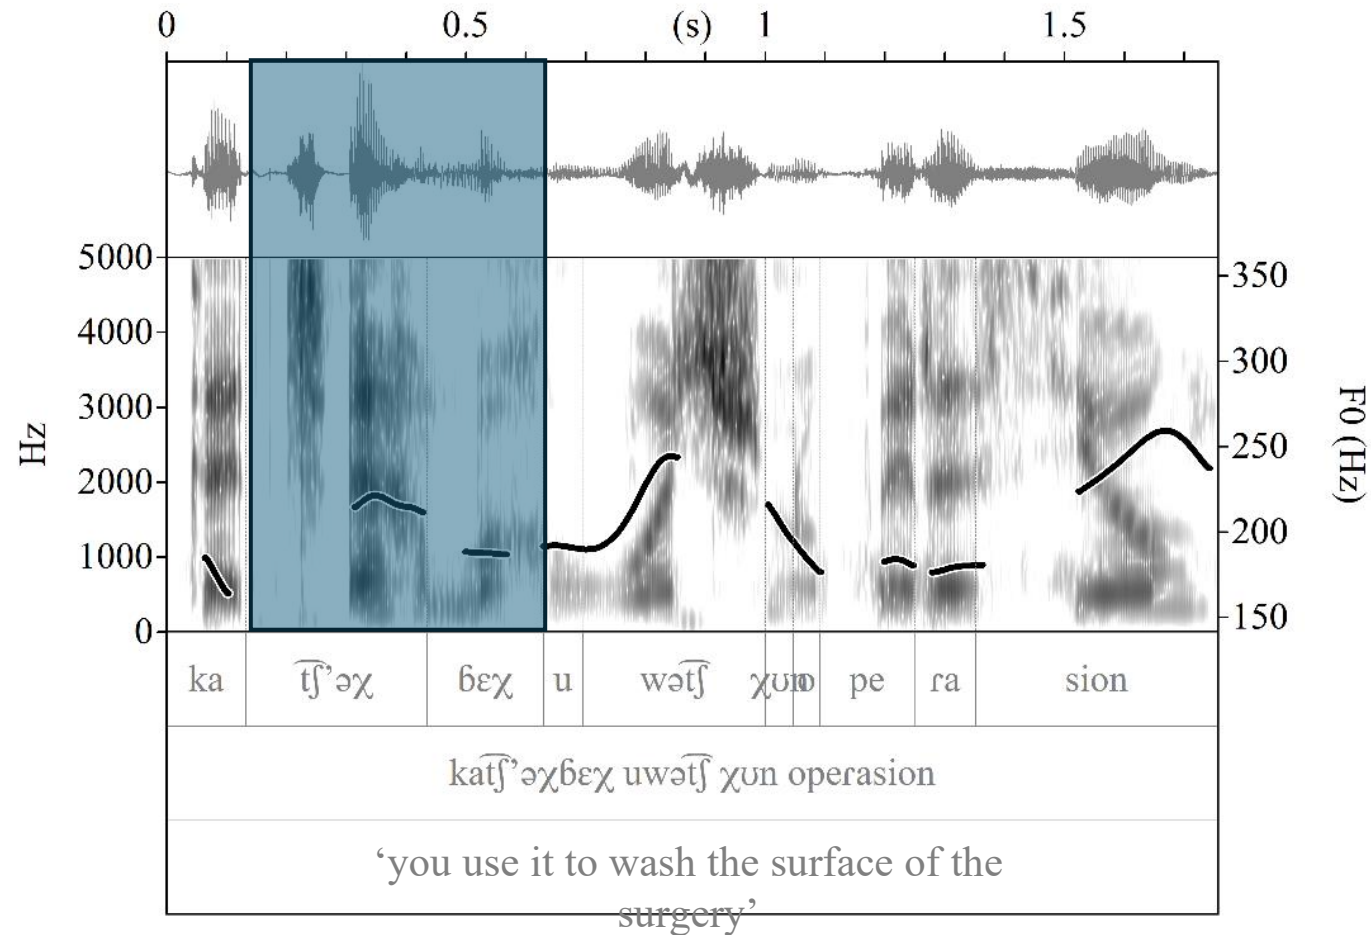 0 0.5 (s) 1 1.5
5000
4000
3000
2000
1000
0
Hz
350
300
250
200
150
F0 (Hz)
ka t͡ʃ’əχ ɓɛχ u wət͡ʃ χʊn o pe ɾa sion
kat͡ʃ’əχɓɛχ uwət͡ʃ χʊn opeɾasion
‘you use it to wash the surface of the
surgery’